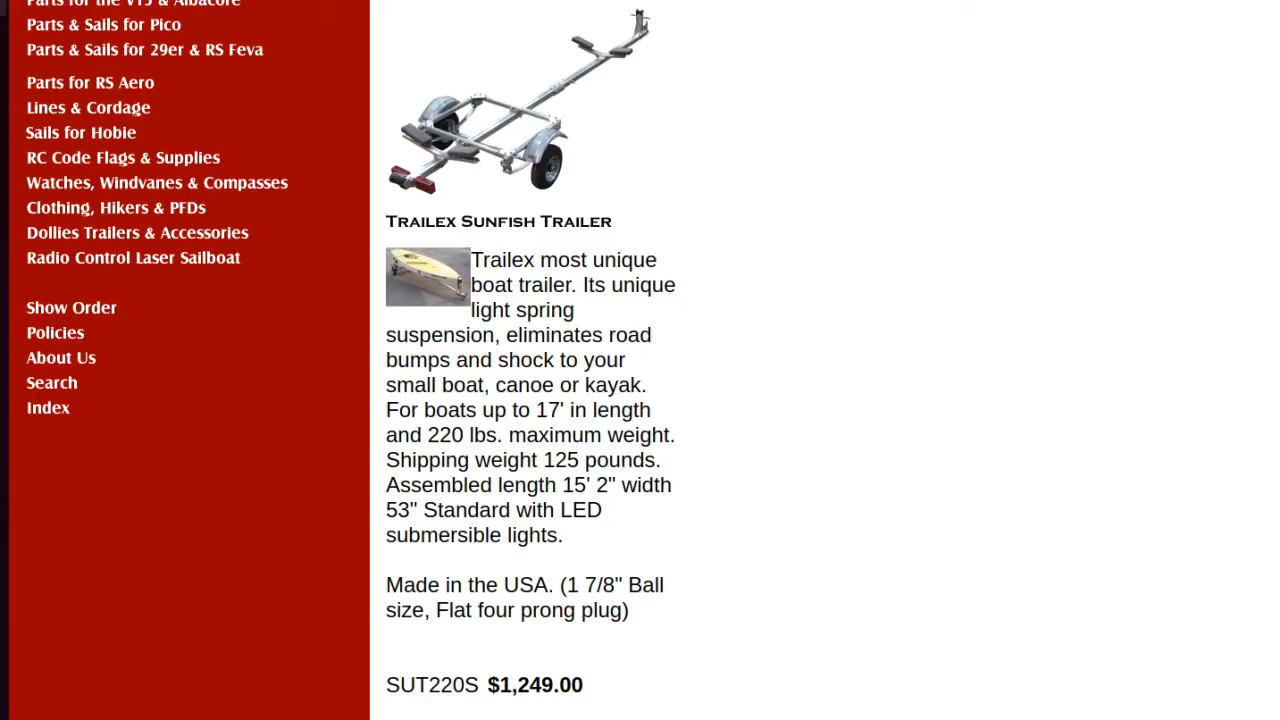 Parts for the V15 & Albacore
Parts & Sails for Pico
Parts & Sails for 29er & RS Feva
Parts for RS Aero
Lines & Cordage
Sails for Hobie
RC Code Flags & Supplies
Watches, Windvanes & Compasses
Clothing, Hikers & PFDs
Dollies Trailers & Accessories
Radio Control Laser Sailboat
Show Order
Policies
About Us
Search
Index
Trailex Sunfish Trailer
Trailex most unique
boat trailer. Its unique
light spring
suspension, eliminates road
bumps and shock to your
small boat, canoe or kayak.
For boats up to 17' in length
and 220 lbs. maximum weight.
Shipping weight 125 pounds.
Assembled length 15' 2" width
53" Standard with LED
submersible lights.
Made in the USA. (1 7/8" Ball
size, Flat four prong plug)
SUT220S $1,249.00